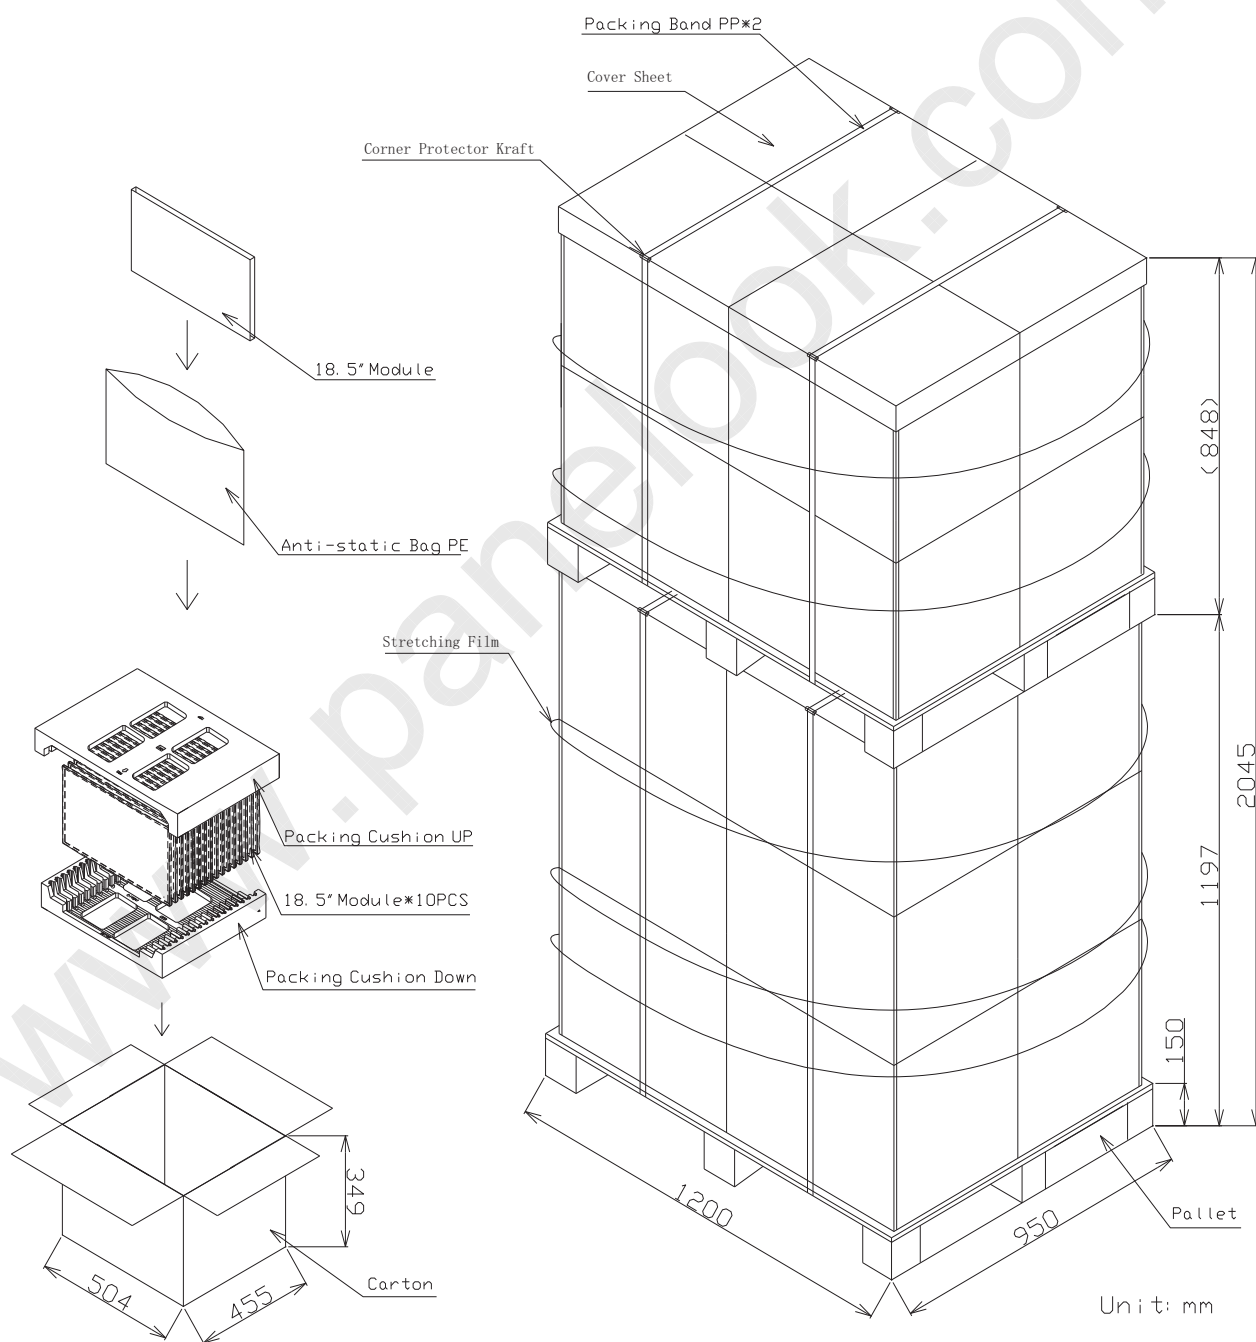 Packing Band PP*2
Cover Sheet
Corner Protector Kraft
18.5" Module
Anti-static Bag PE
Stretching Film
Packing Cushion UP
18.5" Module*10PCS
Packing Cushion Down
Carton
349
504
455
(848)
2045
1197
150
1200
950
Pallet
Unit: mm
www.panelook.com